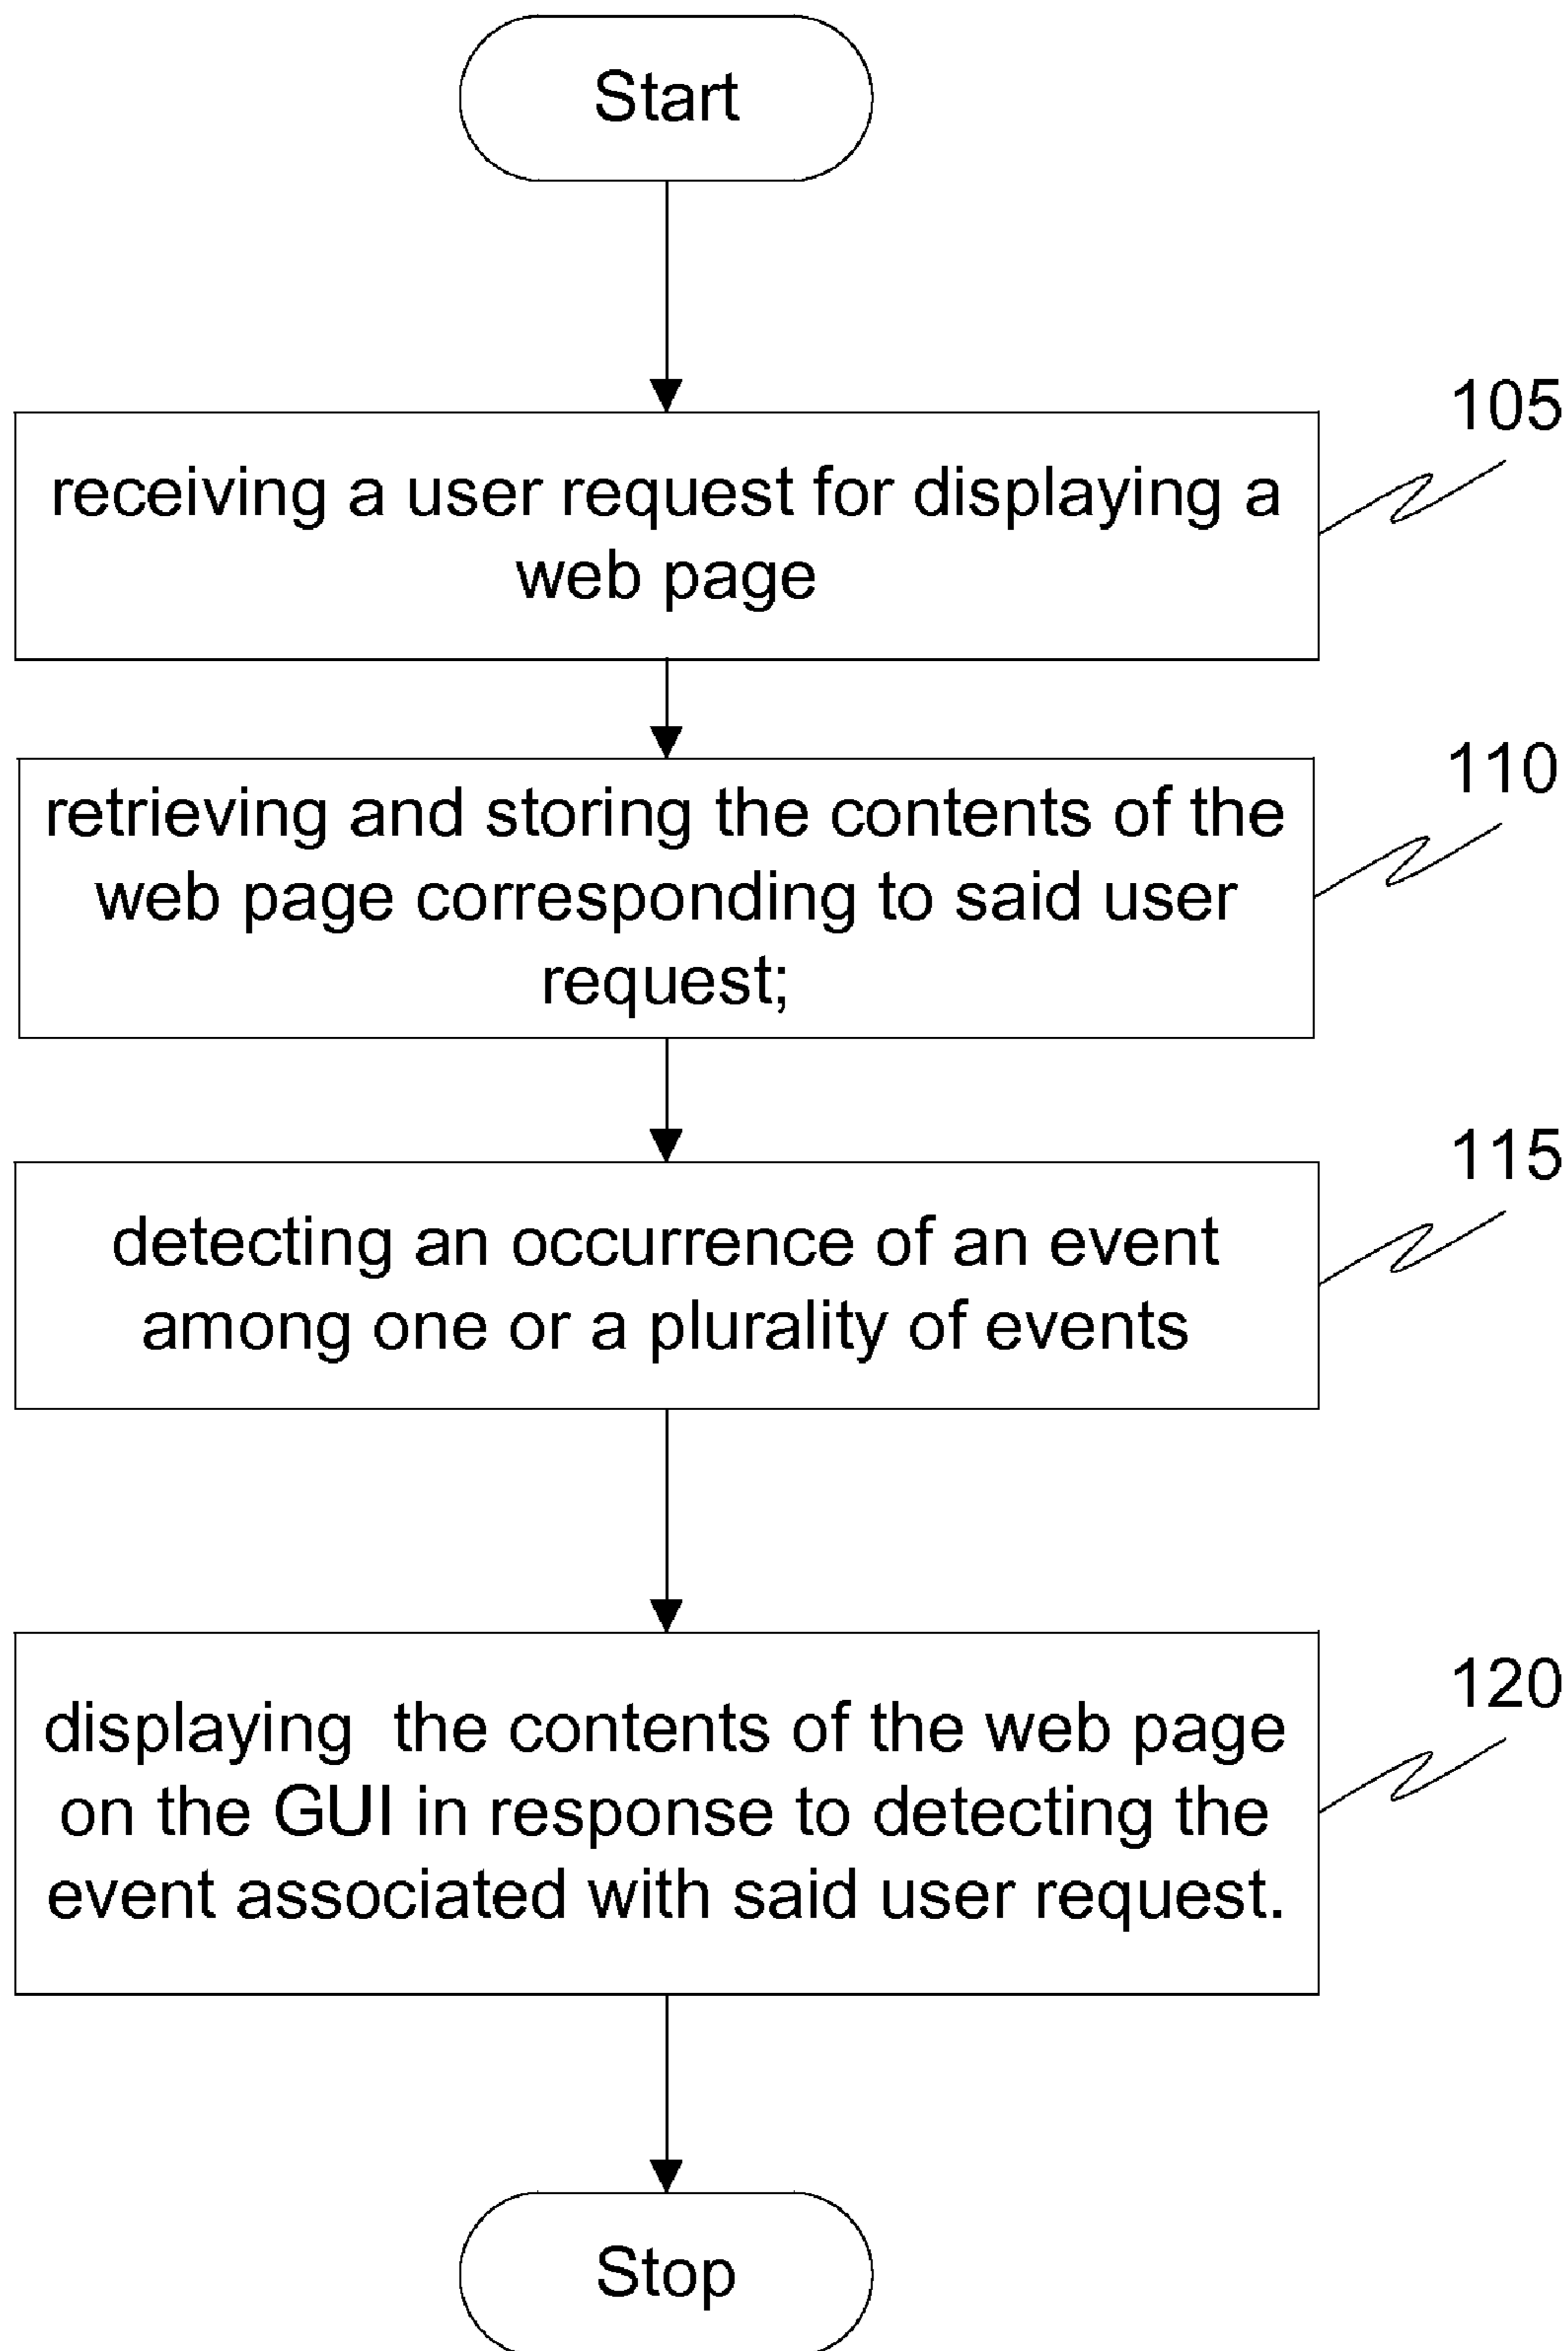 Start
105
receiving a user request for displaying a
web page
110
retrieving and storing the contents of the
web page corresponding to said user
request;
115
detecting an occurrence of an event
among one or a plurality of events
120
displaying  the contents of the web page
on the GUI in response to detecting the
event associated with said user request.
Stop